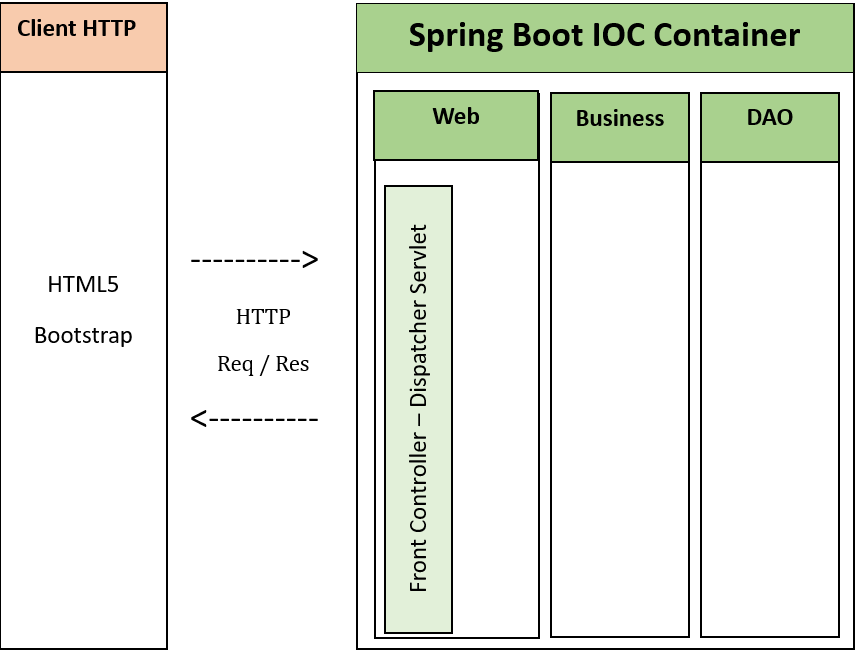 Client HTTP
HTML5
Bootstrap
---------->
HTTP
Req / Res
<----------
Spring Boot IOC Container
Web
Front Controller – Dispatcher Servlet
Business
DAO